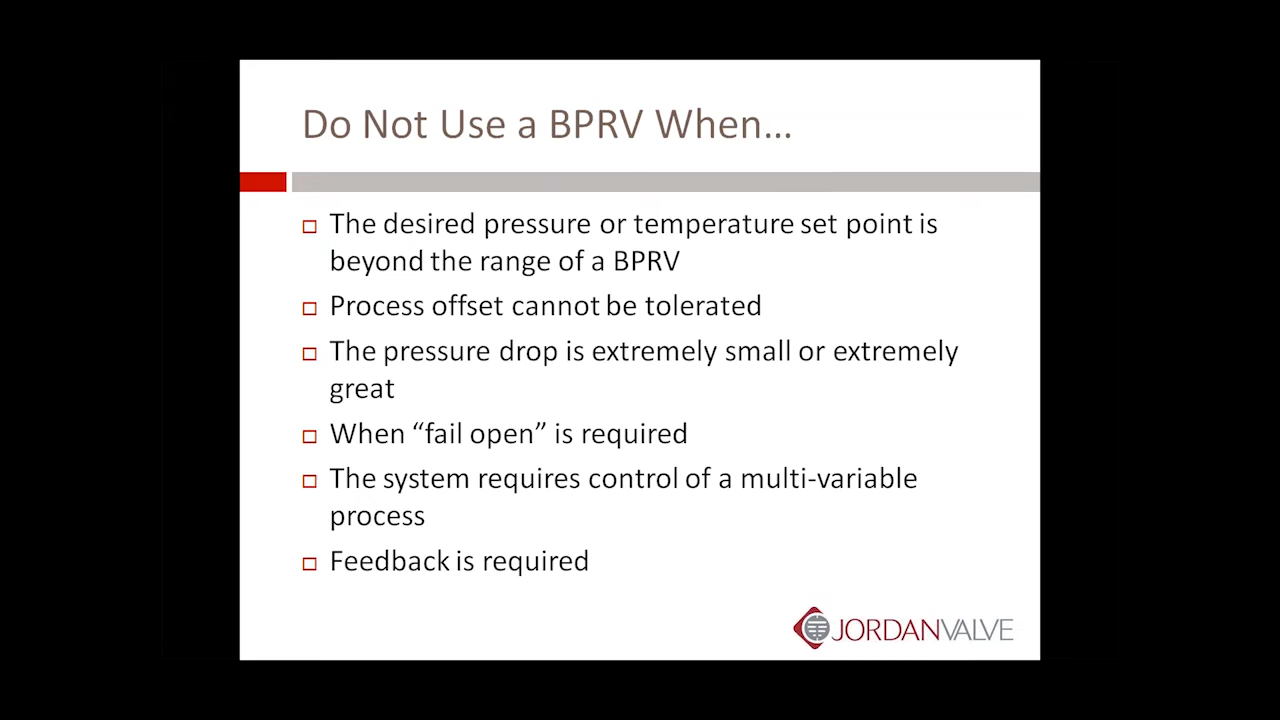 Do Not Use a BPRV When...
The desired pressure or temperature set point is
beyond the range of a BPRV
Process offset cannot be tolerated
The pressure drop is extremely small or extremely
great
When “fail open” is required
The system requires control of a multi-variable
process
Feedback is required
JORDANVALVE